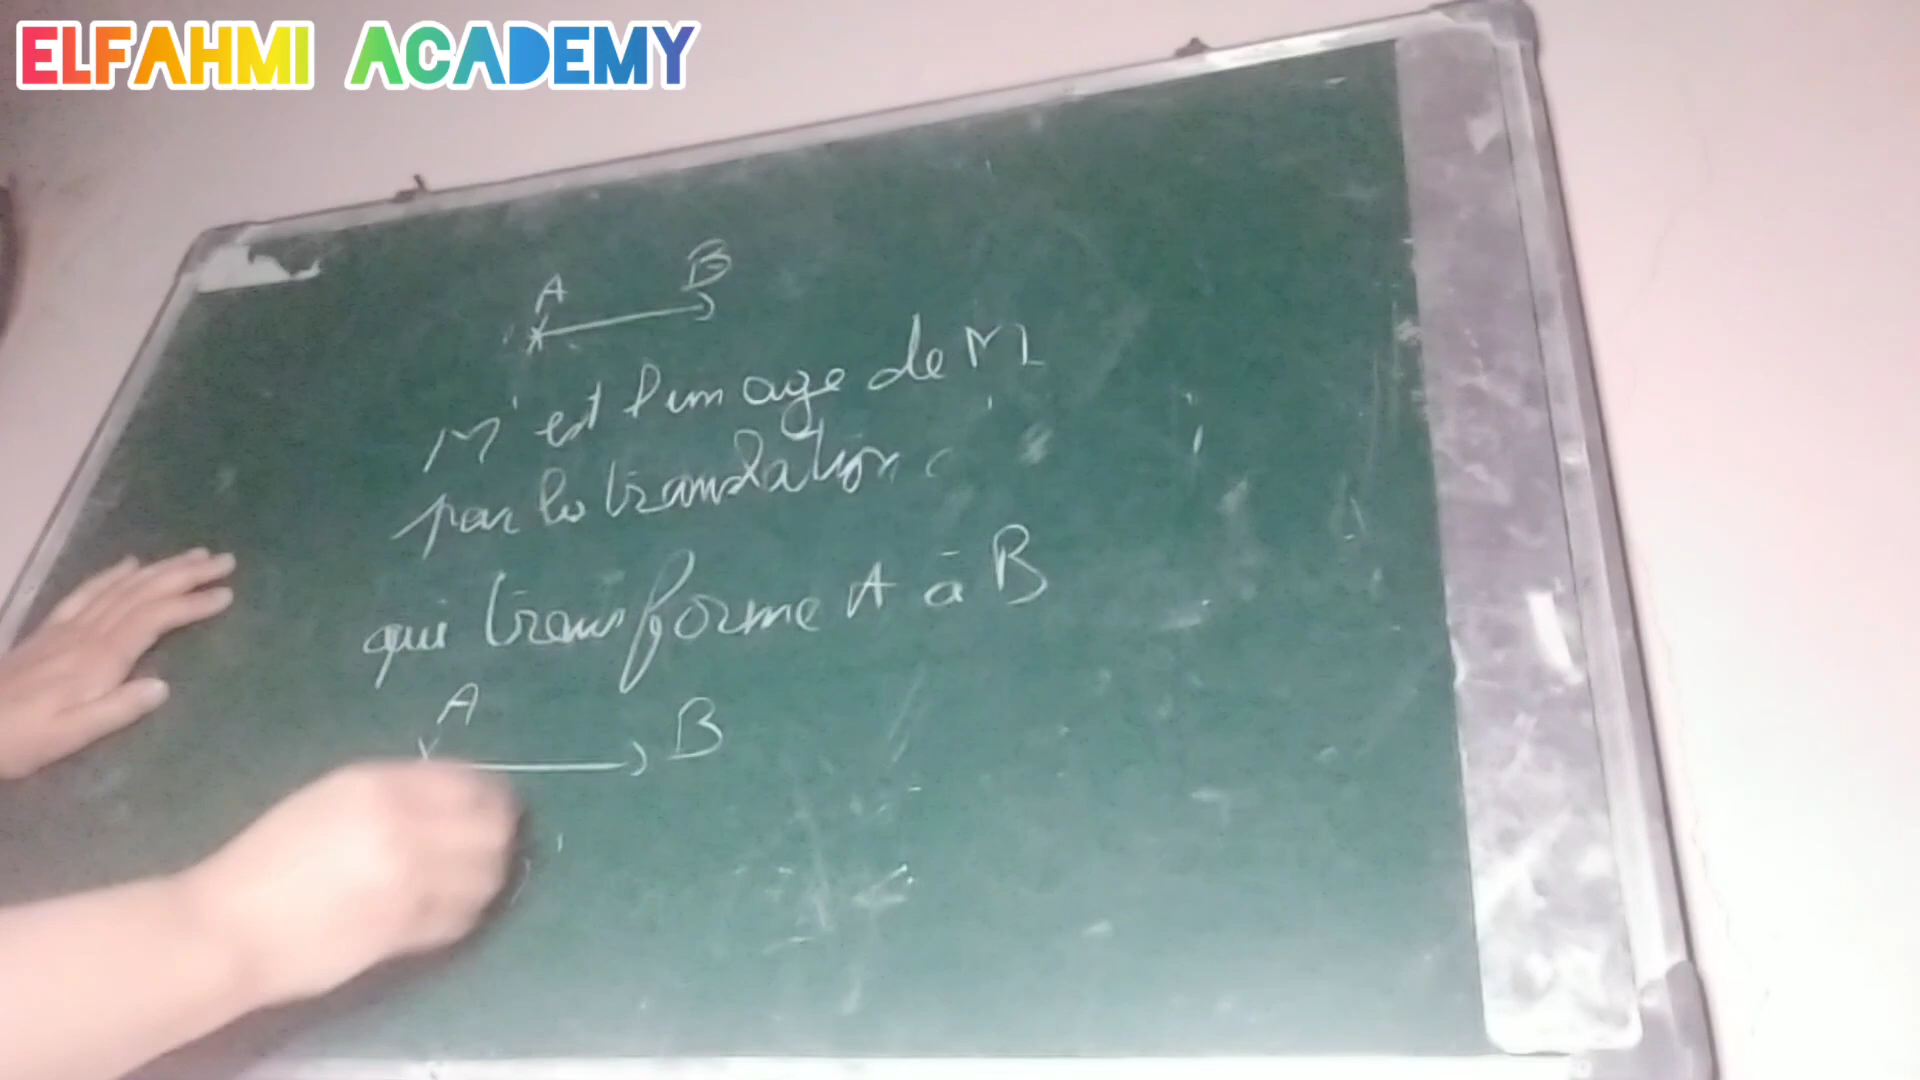 ELFAHMI ACADEMY
A B
M' est l'image de M
par la translation
qui transforme A à B
A B